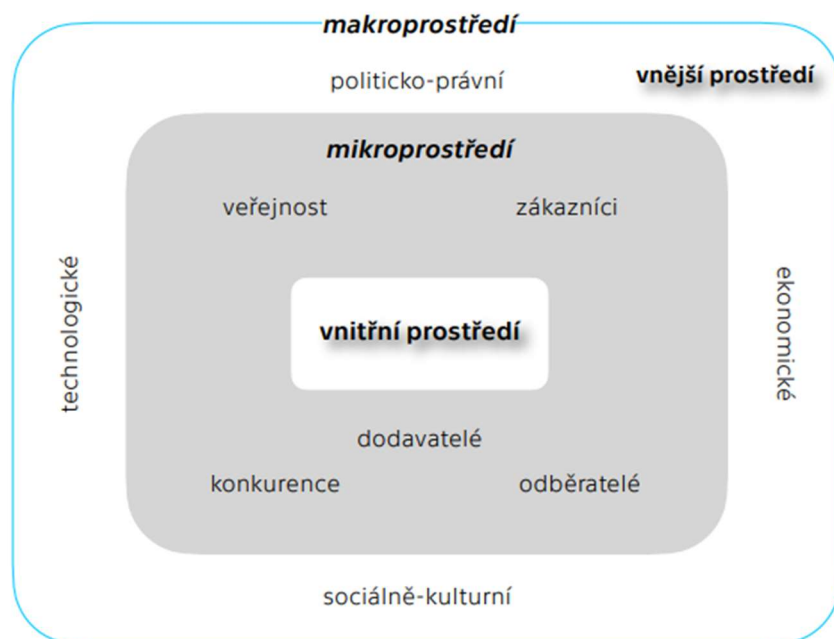 makroprostředí
politicko-právní
vnější prostředí
mikroprostředí
veřejnost
zákazníci
technologické
ekonomické
vnitřní prostředí
dodavatelé
konkurence
odběratelé
sociálně-kulturní